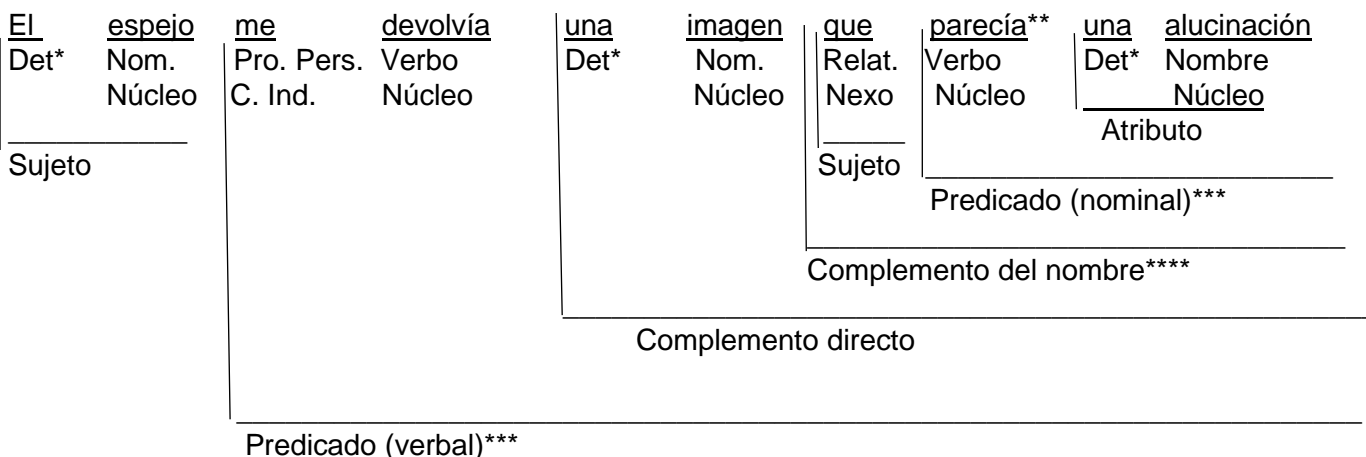 El espejo me devolvía una imagen que parecía** una alucinación
Det* Nom. Pro. Pers. Verbo Det* Nom. Relat. Verbo Det* Nombre
Núcleo C. Ind. Núcleo Núcleo Nexo Núcleo Núcleo
Atributo
Sujeto Sujeto
Predicado (nominal)***
Complemento del nombre****
Complemento directo
Predicado (verbal)***